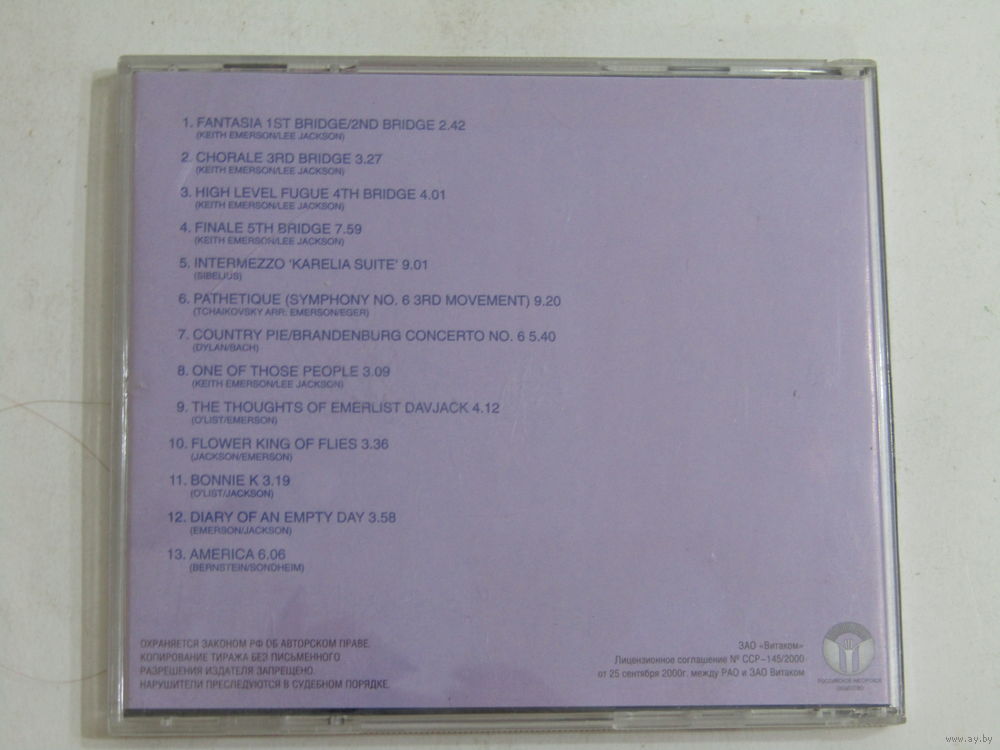 1. FANTASIA 1ST BRIDGE/2ND BRIDGE 2.42
(KEITH EMERSON/LEE JACKSON)
2. CHORALE 3RD BRIDGE 3.27
(KEITH EMERSON/LEE JACKSON)
3. HIGH LEVEL FUGUE 4TH BRIDGE 4.01
(KEITH EMERSON/LEE JACKSON)
4. FINALE 5TH BRIDGE 7.59
(KEITH EMERSON/LEE JACKSON)
5. INTERMEZZO 'KARELIA SUITE' 9.01
(SIBELIUS)
6. PATHETIQUE (SYMPHONY NO. 6 3RD MOVEMENT) 9.20
(TCHAIKOVSKY ARR: EMERSON/EGER)
7. COUNTRY PIE/BRANDENBURG CONCERTO NO. 6 5.40
(DYLAN/BACH)
8. ONE OF THOSE PEOPLE 3.09
(KEITH EMERSON/LEE JACKSON)
9. THE THOUGHTS OF EMERLIST DAVJACK 4.12
(O'LIST/EMERSON)
10. FLOWER KING OF FLIES 3.36
(JACKSON/EMERSON)
11. BONNIE K 3.19
(O'LIST/JACKSON)
12. DIARY OF AN EMPTY DAY 3.58
(EMERSON/JACKSON)
13. AMERICA 6.06
(BERNSTEIN/SONDHEIM)
ОХРАНЯЕТСЯ ЗАКОНОМ РФ ОБ АВТОРСКОМ ПРАВЕ.
КОПИРОВАНИЕ ТИРАЖА БЕЗ ПИСЬМЕННОГО
РАЗРЕШЕНИЯ ИЗДАТЕЛЯ ЗАПРЕЩЕНО.
НАРУШИТЕЛИ ПРЕСЛЕДУЮТСЯ В СУДЕБНОМ ПОРЯДКЕ.
ЗАО «Витаком»
Лицензионное соглашение № ССР-145/2000
от 25 сентября 2000г. между РАО и ЗАО Витаком
РОССИЙСКОЕ АВТОРСКОЕ
ОБЩЕСТВО
www.ay.by